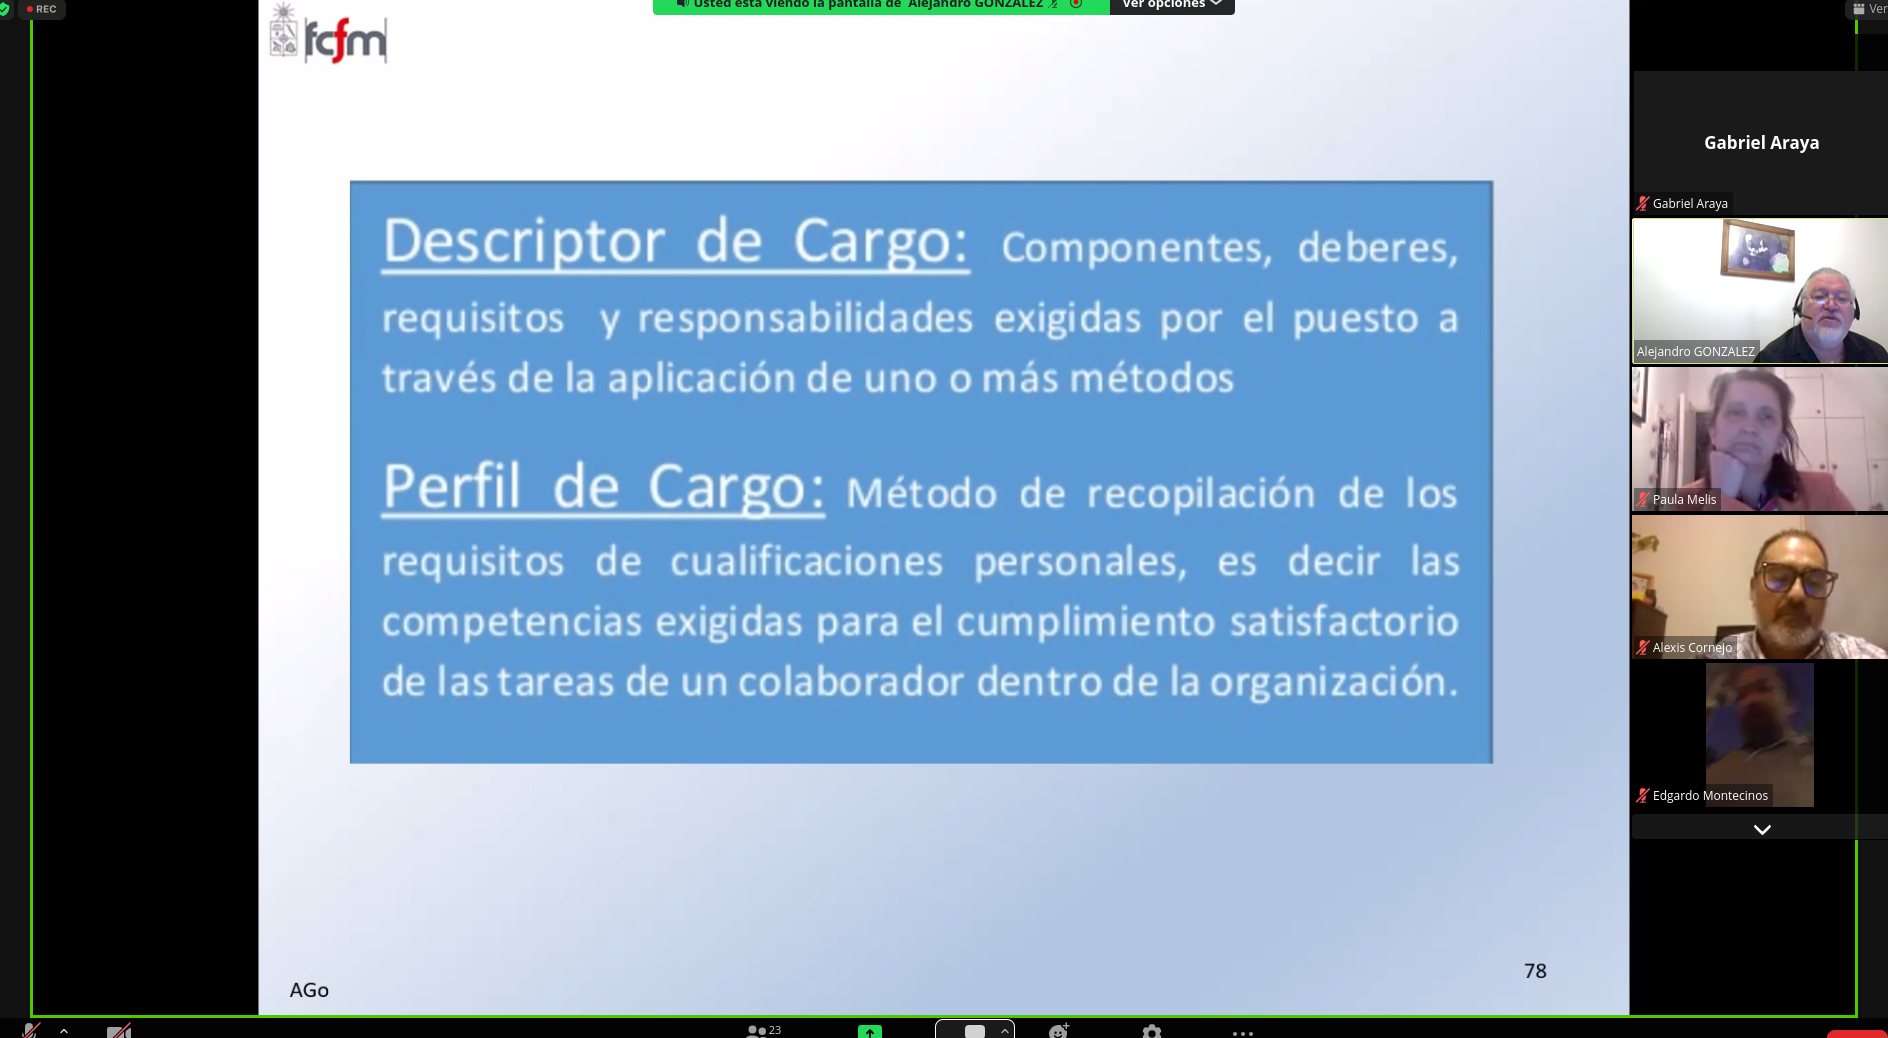 REC
Usted está viendo la pantalla de Alejandro GONZALEZ
Ver opciones
Ver
fcfm
Descriptor de Cargo: Componentes, deberes,
requisitos y responsabilidades exigidas por el puesto a
través de la aplicación de uno o más métodos
Perfil de Cargo: Método de recopilación de los
requisitos de cualificaciones personales, es decir las
competencias exigidas para el cumplimiento satisfactorio
de las tareas de un colaborador dentro de la organización.
AGo
78
Gabriel Araya
Gabriel Araya
Alejandro GONZALEZ
Paula Melis
Alexis Cornejo
Edgardo Montecinos
23